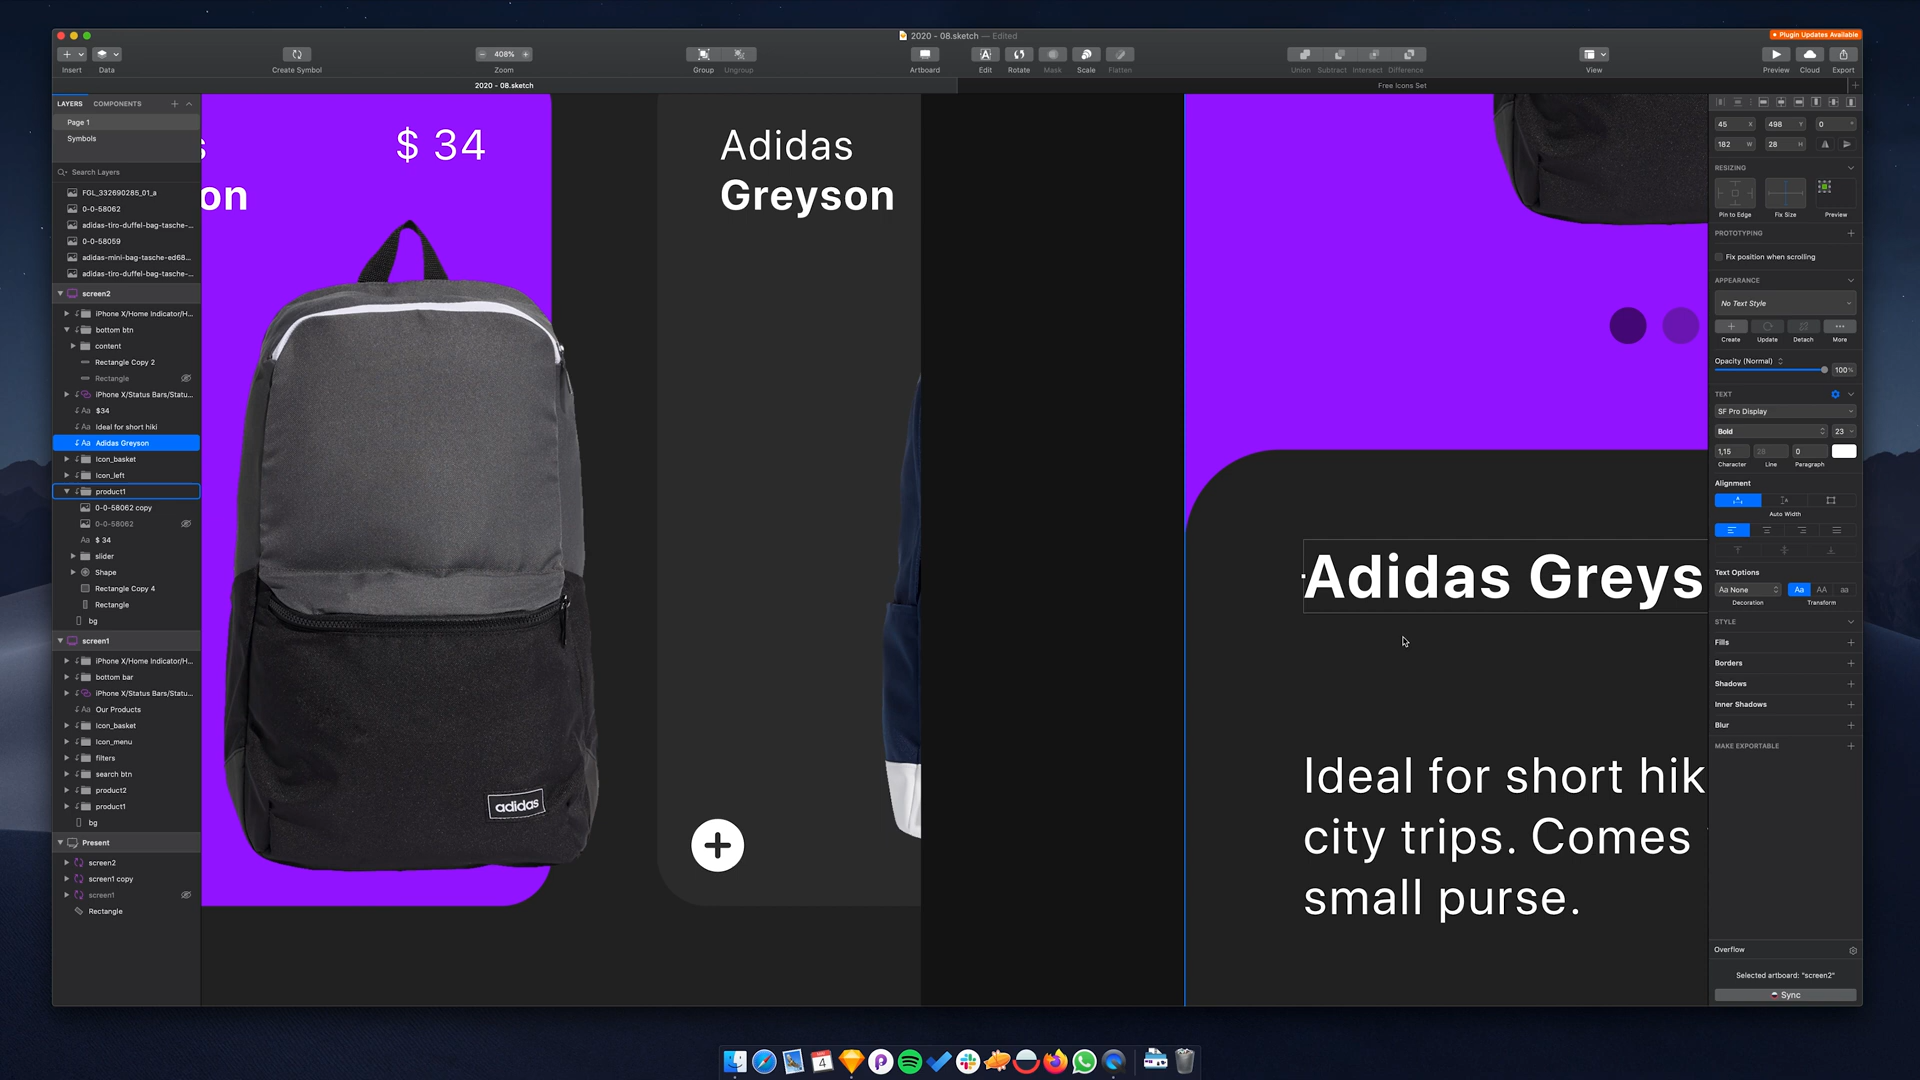 2020 - 08.sketch — Edited
Plugin Updates Available
Insert
Data
Create Symbol
408%
Zoom
Group
Ungroup
Artboard
Edit
Rotate
Mask
Scale
Flatten
Union
Subtract
Intersect
Difference
View
Preview
Cloud
Export
2020 - 08.sketch
Free Icons Set
LAYERS
COMPONENTS
Page 1
Symbols
Search Layers
FGL_332690285_01_a
0-0-58062
adidas-tiro-duffel-bag-tasche-...
0-0-58059
adidas-mini-bag-tasche-ed68...
adidas-tiro-duffel-bag-tasche-...
screen2
iPhone X/Home Indicator/H...
bottom btn
content
Rectangle Copy 2
Rectangle
iPhone X/Status Bars/Statu...
Aa $34
Aa Ideal for short hiki
Aa Adidas Greyson
Icon_basket
Icon_left
product1
0-0-58062 copy
0-0-58062
Aa $ 34
slider
Shape
Rectangle Copy 4
Rectangle
bg
screen1
iPhone X/Home Indicator/H...
bottom bar
iPhone X/Status Bars/Statu...
Aa Our Products
Icon_basket
Icon_menu
filters
search btn
product2
product1
bg
Present
screen2
screen1 copy
screen1
Rectangle
s
$ 34
on
adidas
Adidas
Greyson
Adidas Greys
Ideal for short hik
city trips. Comes
small purse.
45 X
498 Y
0 °
182 W
28 H
RESIZING
Pin to Edge
Fix Size
Preview
PROTOTYPING
Fix position when scrolling
APPEARANCE
No Text Style
Create
Update
Detach
More
Opacity (Normal)
100%
TEXT
SF Pro Display
Bold
23
1,15
28
0
Character
Line
Paragraph
Alignment
Auto Width
Text Options
Aa None
Aa
AA
aa
Decoration
Transform
STYLE
Fills
Borders
Shadows
Inner Shadows
Blur
MAKE EXPORTABLE
Overflow
Selected artboard: "screen2"
Sync
4